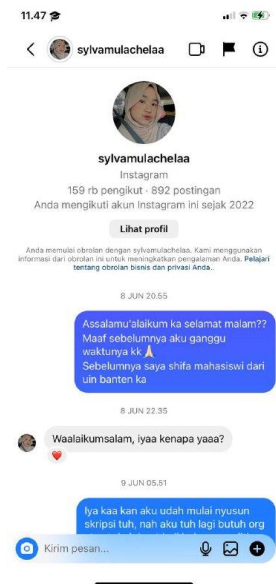 11.47
sylvamulachelaa
sylvamulachelaa
Instagram
159 rb pengikut · 892 postingan
Anda mengikuti akun Instagram ini sejak 2022
Lihat profil
Anda memulai obrolan dengan sylvamulachelaa. Kami menggunakan
informasi dari obrolan ini untuk meningkatkan pengalaman Anda. Pelajari
tentang obrolan bisnis dan privasi Anda..
8 JUN 20.55
Assalamu'alaikum ka selamat malam??
Maaf sebelumnya aku ganggu
waktunya kk🙏🏻
Sebelumnya saya shifa mahasiswi dari
uin banten ka
8 JUN 22.35
Waalaikumsalam, iyaa kenapa yaaa?
9 JUN 05.51
Iya kaa kan aku udah mulai nyusun
skripsi tuh, nah aku tuh lagi butuh org
Kirim pesan...